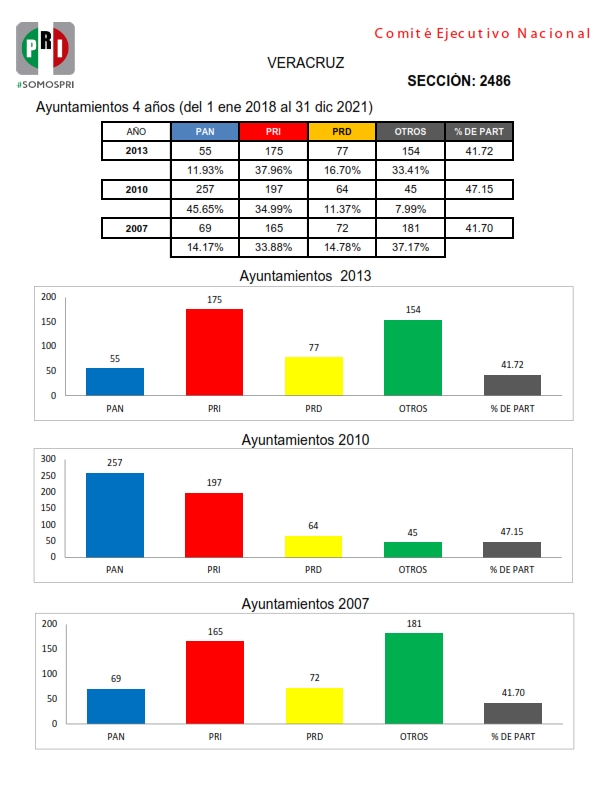 Comité Ejecutivo Nacional
PRI
#SOMOSPRI
VERACRUZ
SECCIÓN: 2486
Ayuntamientos 4 años (del 1 ene 2018 al 31 dic 2021)
AÑO PAN PRI PRD OTROS % DE PART
2013 55 175 77 154 41.72
11.93% 37.96% 16.70% 33.41%
2010 257 197 64 45 47.15
45.65% 34.99% 11.37% 7.99%
2007 69 165 72 181 41.70
14.17% 33.88% 14.78% 37.17%
Ayuntamientos 2013
200
150
100
50
0
55 175 77 154 41.72
PAN PRI PRD OTROS % DE PART
Ayuntamientos 2010
300
250
200
150
100
50
0
257 197 64 45 47.15
PAN PRI PRD OTROS % DE PART
Ayuntamientos 2007
200
150
100
50
0
69 165 72 181 41.70
PAN PRI PRD OTROS % DE PART